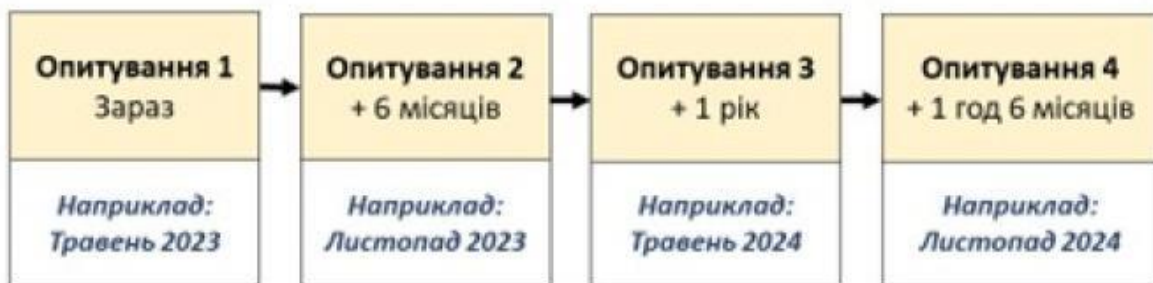 Опитування 1
Зараз
Наприклад:
Травень 2023
Опитування 2
+ 6 місяців
Наприклад:
Листопад 2023
Опитування 3
+ 1 рік
Наприклад:
Травень 2024
Опитування 4
+ 1 год 6 місяців
Наприклад:
Листопад 2024